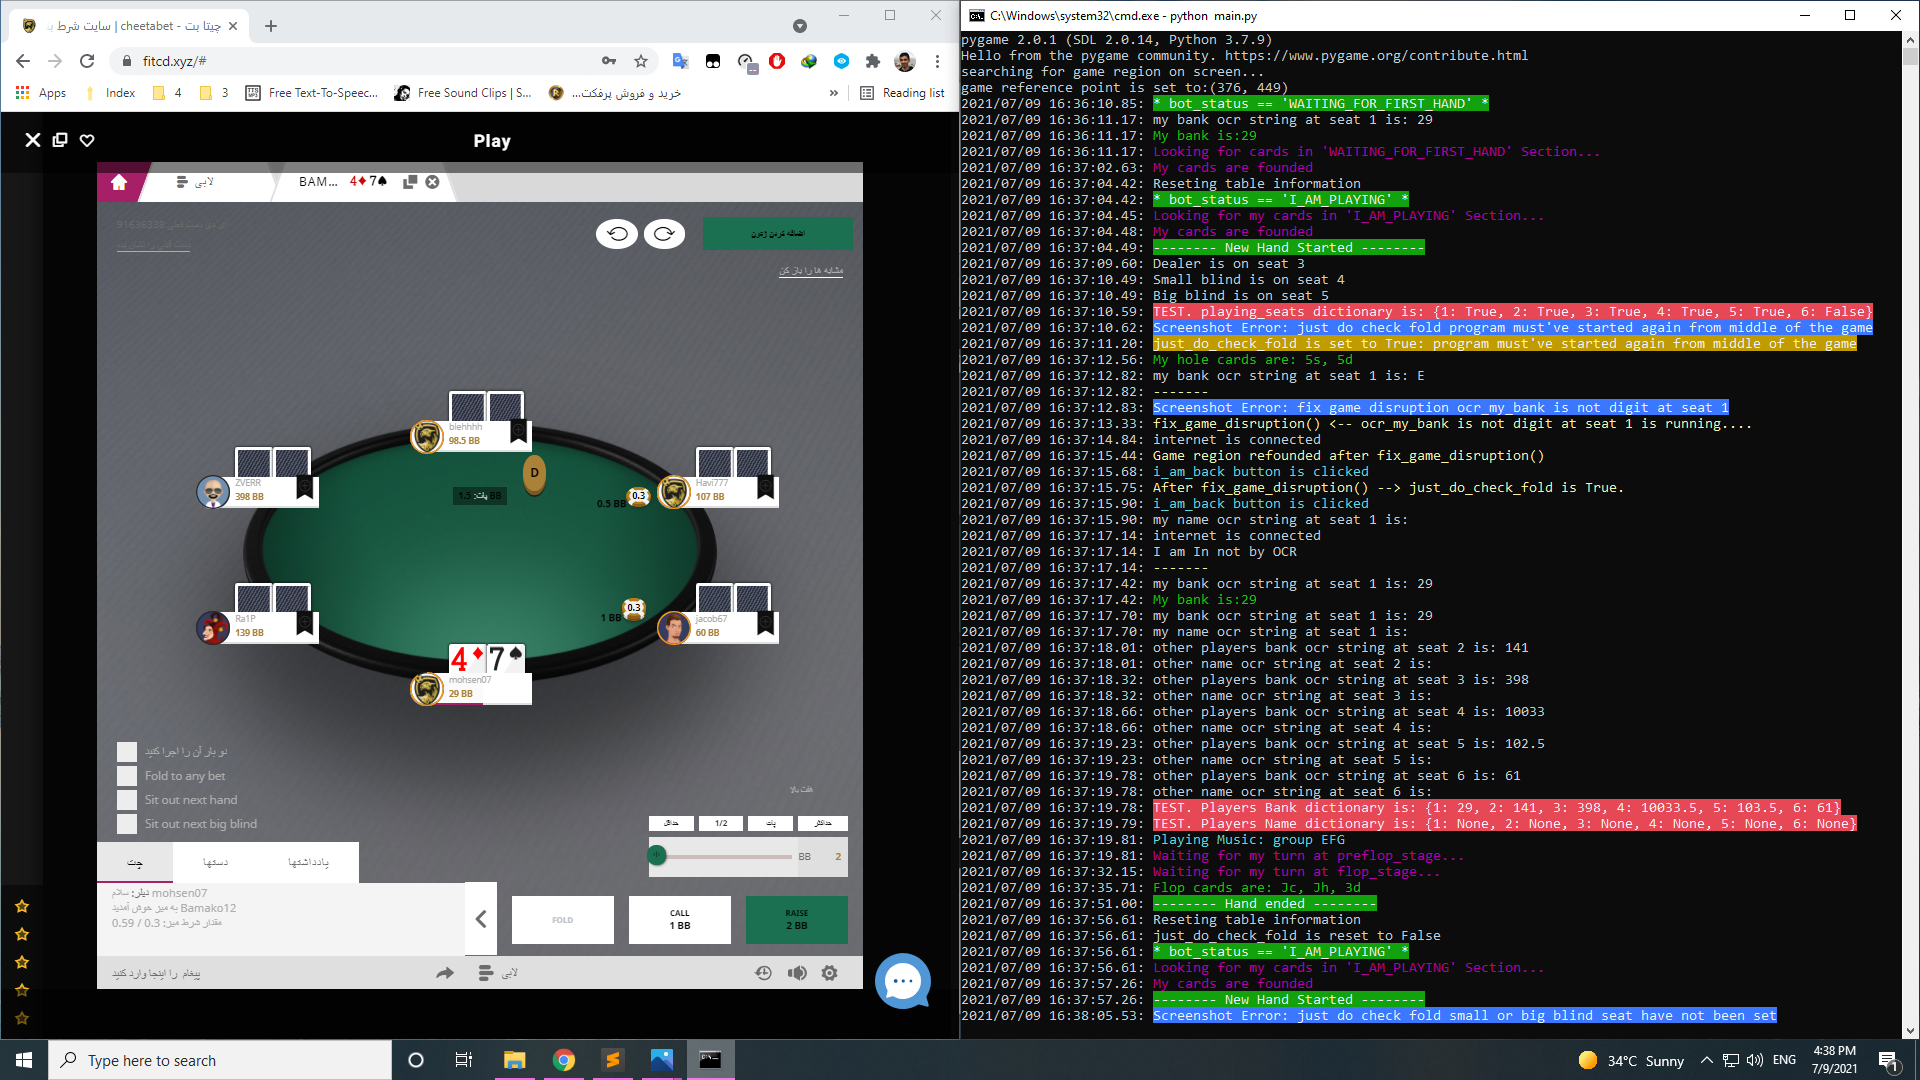 چیتا بت - cheetabet | سایت شرط
fitcd.xyz/#
Apps
Index
4
3
Free Text-To-Speec...
Free Sound Clips | S...
خرید و فروش پرفکت...
»
Reading list
Play
لابی
BAM... 4♦7♠
اضافه کردن ژتون
مشابه ها را باز کن
blehhhh
98.5 BB
ZVERR
398 BB
D
پات: 1.5 BB
0.5 BB
0.3
Havi777
107 BB
Ra1P
139 BB
1 BB
0.3
jacob67
60 BB
4♦ 7♠
mohsen07
29 BB
دو بار آن را اجرا کنید
Fold to any bet
Sit out next hand
Sit out next big blind
هفت بالا
حداقل
1/2
پات
حداکثر
BB 2
چت
دستها
یادداشتها
دیلر: سلام mohsen07
به میز خوش آمدید Bamako12
مقدار شرط میز: 0.3 / 0.59
FOLD
CALL
1 BB
RAISE
2 BB
پیغام را اینجا وارد کنید
لابی
C:\Windows\system32\cmd.exe - python  main.py
pygame 2.0.1 (SDL 2.0.14, Python 3.7.9)
Hello from the pygame community. https://www.pygame.org/contribute.html
searching for game region on screen...
game reference point is set to:(376, 449)
2021/07/09 16:36:10.85: * bot_status == 'WAITING_FOR_FIRST_HAND' *
2021/07/09 16:36:11.17: my bank ocr string at seat 1 is: 29
2021/07/09 16:36:11.17: My bank is:29
2021/07/09 16:36:11.17: Looking for cards in 'WAITING_FOR_FIRST_HAND' Section...
2021/07/09 16:37:02.63: My cards are founded
2021/07/09 16:37:04.42: Reseting table information
2021/07/09 16:37:04.42: * bot_status == 'I_AM_PLAYING' *
2021/07/09 16:37:04.45: Looking for my cards in 'I_AM_PLAYING' Section...
2021/07/09 16:37:04.48: My cards are founded
2021/07/09 16:37:04.49: -------- New Hand Started --------
2021/07/09 16:37:09.60: Dealer is on seat 3
2021/07/09 16:37:10.49: Small blind is on seat 4
2021/07/09 16:37:10.49: Big blind is on seat 5
2021/07/09 16:37:10.59: TEST. playing_seats dictionary is: {1: True, 2: True, 3: True, 4: True, 5: True, 6: False}
2021/07/09 16:37:10.62: Screenshot Error: just do check fold program must've started again from middle of the game
2021/07/09 16:37:11.20: just_do_check_fold is set to True: program must've started again from middle of the game
2021/07/09 16:37:12.56: My hole cards are: 5s, 5d
2021/07/09 16:37:12.82: my bank ocr string at seat 1 is: E
2021/07/09 16:37:12.82: -------
2021/07/09 16:37:12.83: Screenshot Error: fix game disruption ocr_my_bank is not digit at seat 1
2021/07/09 16:37:13.33: fix_game_disruption() <-- ocr_my_bank is not digit at seat 1 is running....
2021/07/09 16:37:14.84: internet is connected
2021/07/09 16:37:15.44: Game region refounded after fix_game_disruption()
2021/07/09 16:37:15.68: i_am_back button is clicked
2021/07/09 16:37:15.75: After fix_game_disruption() --> just_do_check_fold is True.
2021/07/09 16:37:15.90: i_am_back button is clicked
2021/07/09 16:37:15.90: my name ocr string at seat 1 is:
2021/07/09 16:37:17.14: internet is connected
2021/07/09 16:37:17.14: I am In not by OCR
2021/07/09 16:37:17.14: -------
2021/07/09 16:37:17.42: my bank ocr string at seat 1 is: 29
2021/07/09 16:37:17.42: My bank is:29
2021/07/09 16:37:17.70: my bank ocr string at seat 1 is: 29
2021/07/09 16:37:17.70: my name ocr string at seat 1 is:
2021/07/09 16:37:18.01: other players bank ocr string at seat 2 is: 141
2021/07/09 16:37:18.01: other name ocr string at seat 2 is:
2021/07/09 16:37:18.32: other players bank ocr string at seat 3 is: 398
2021/07/09 16:37:18.32: other name ocr string at seat 3 is:
2021/07/09 16:37:18.66: other players bank ocr string at seat 4 is: 10033
2021/07/09 16:37:18.66: other name ocr string at seat 4 is:
2021/07/09 16:37:19.23: other players bank ocr string at seat 5 is: 102.5
2021/07/09 16:37:19.23: other name ocr string at seat 5 is:
2021/07/09 16:37:19.78: other players bank ocr string at seat 6 is: 61
2021/07/09 16:37:19.78: other name ocr string at seat 6 is:
2021/07/09 16:37:19.78: TEST. Players Bank dictionary is: {1: 29, 2: 141, 3: 398, 4: 10033.5, 5: 103.5, 6: 61}
2021/07/09 16:37:19.79: TEST. Players Name dictionary is: {1: None, 2: None, 3: None, 4: None, 5: None, 6: None}
2021/07/09 16:37:19.81: Playing Music: group EFG
2021/07/09 16:37:19.81: Waiting for my turn at preflop_stage...
2021/07/09 16:37:32.15: Waiting for my turn at flop_stage...
2021/07/09 16:37:35.71: Flop cards are: Jc, Jh, 3d
2021/07/09 16:37:51.00: -------- Hand ended --------
2021/07/09 16:37:56.61: Reseting table information
2021/07/09 16:37:56.61: just_do_check_fold is reset to False
2021/07/09 16:37:56.61: * bot_status == 'I_AM_PLAYING' *
2021/07/09 16:37:56.61: Looking for my cards in 'I_AM_PLAYING' Section...
2021/07/09 16:37:57.26: My cards are founded
2021/07/09 16:37:57.26: -------- New Hand Started --------
2021/07/09 16:38:05.53: Screenshot Error: just do check fold small or big blind seat have not been set
Type here to search
34°C Sunny
ENG
4:38 PM
7/9/2021
1